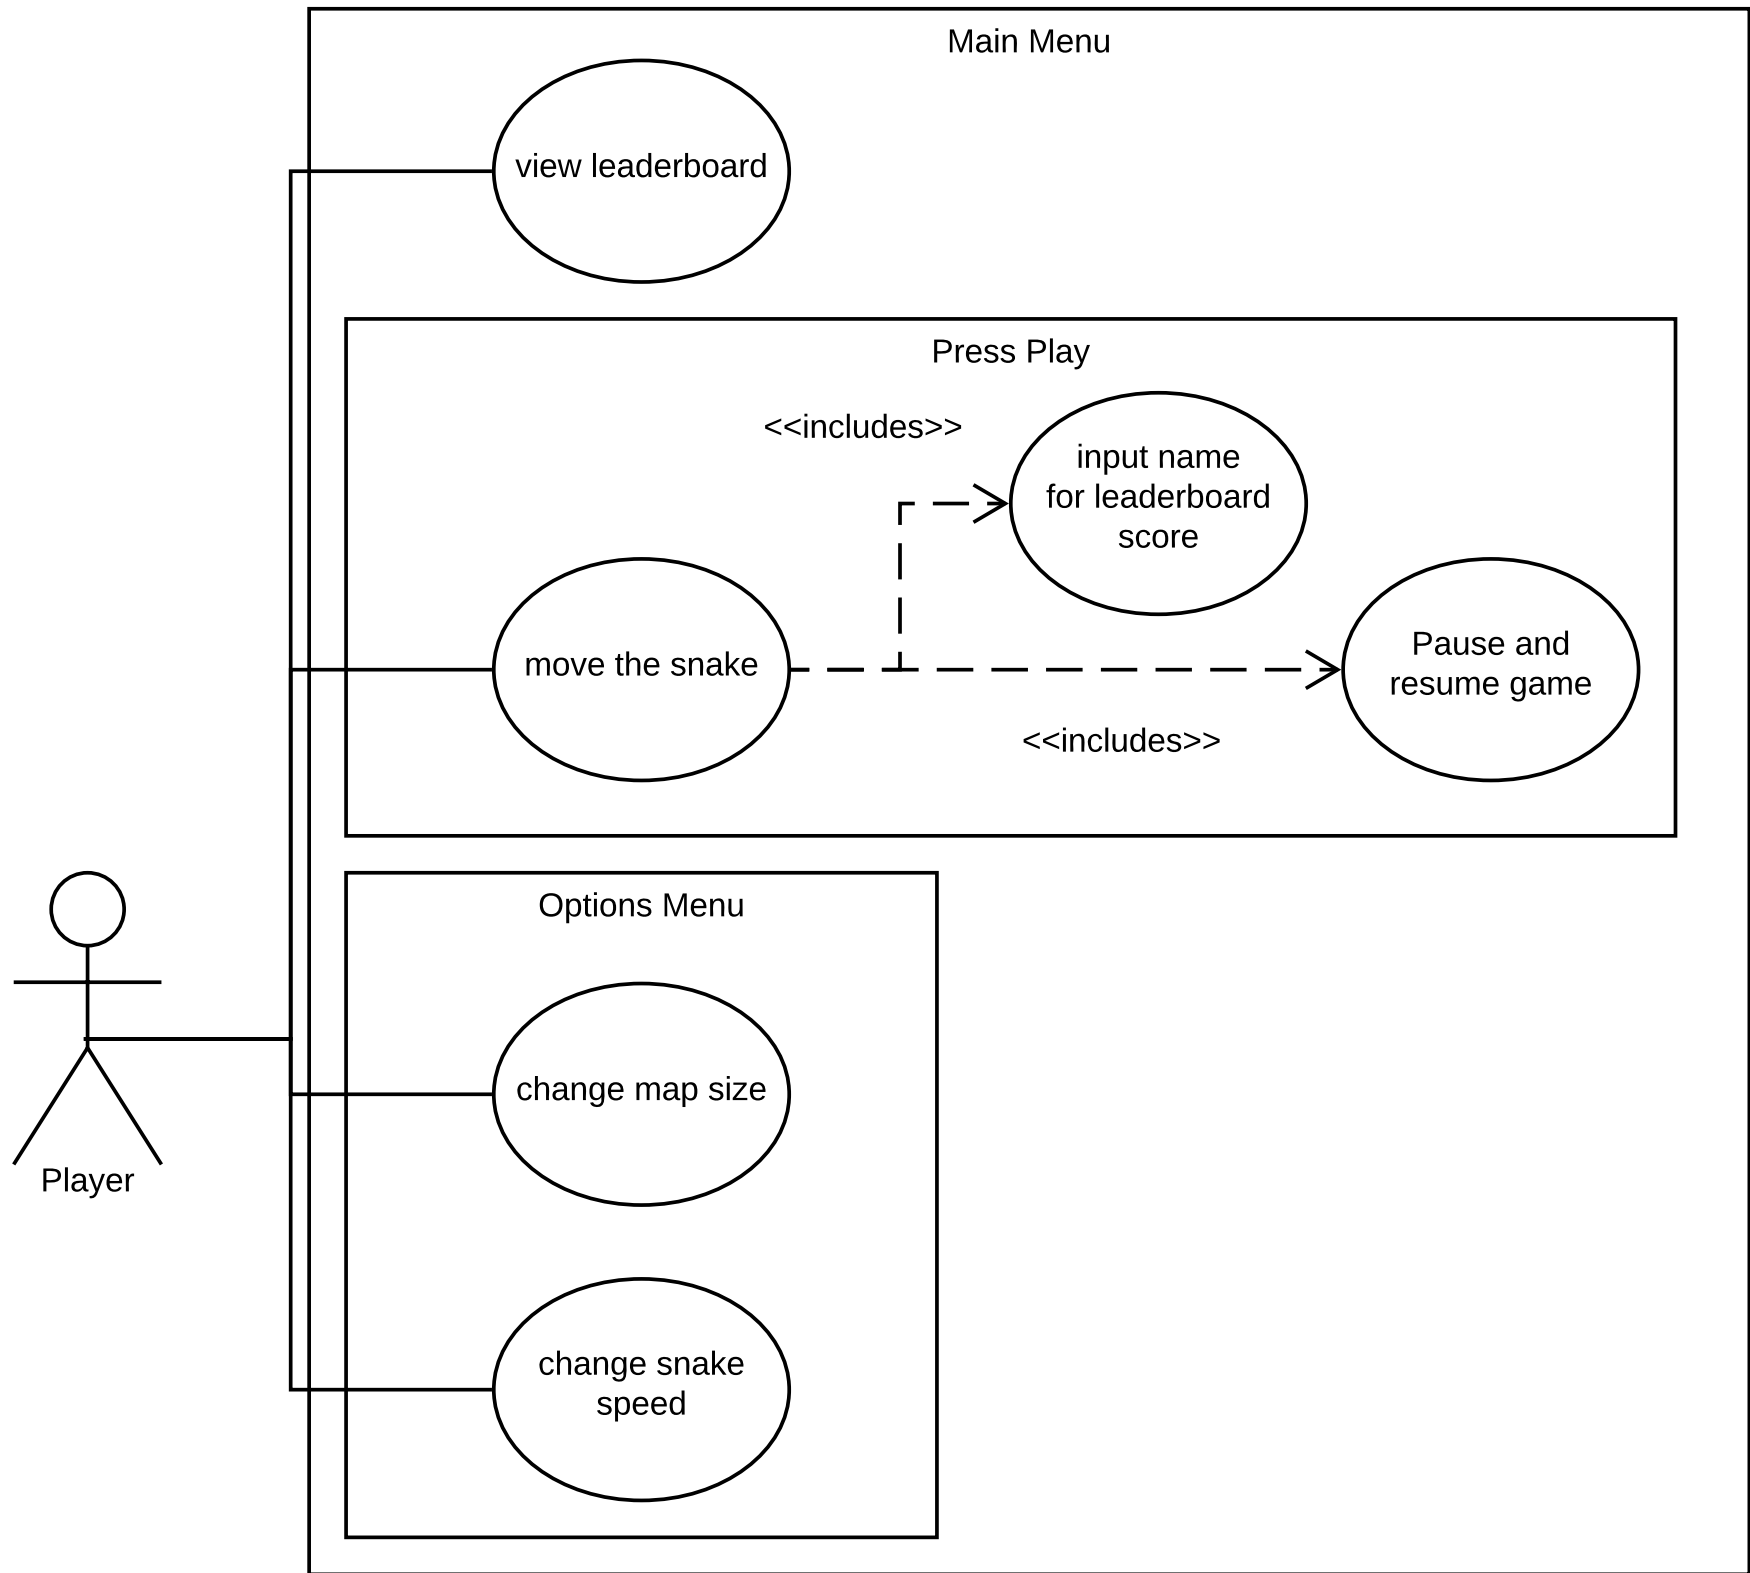 Main Menu
view leaderboard
Press Play
<<includes>>
input name
for leaderboard
score
move the snake
Pause and
resume game
<<includes>>
Options Menu
change map size
Player
change snake
speed